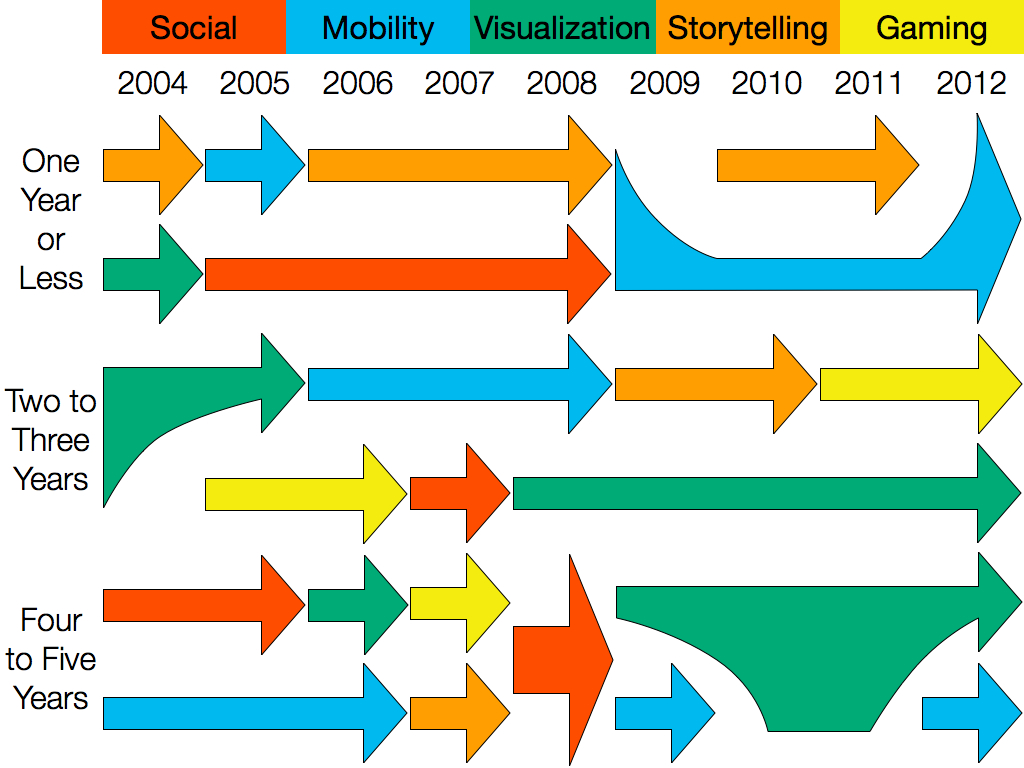 Social Mobility Visualization Storytelling Gaming
2004 2005 2006 2007 2008 2009 2010 2011 2012
One
Year
or
Less
Two to
Three
Years
Four
to Five
Years